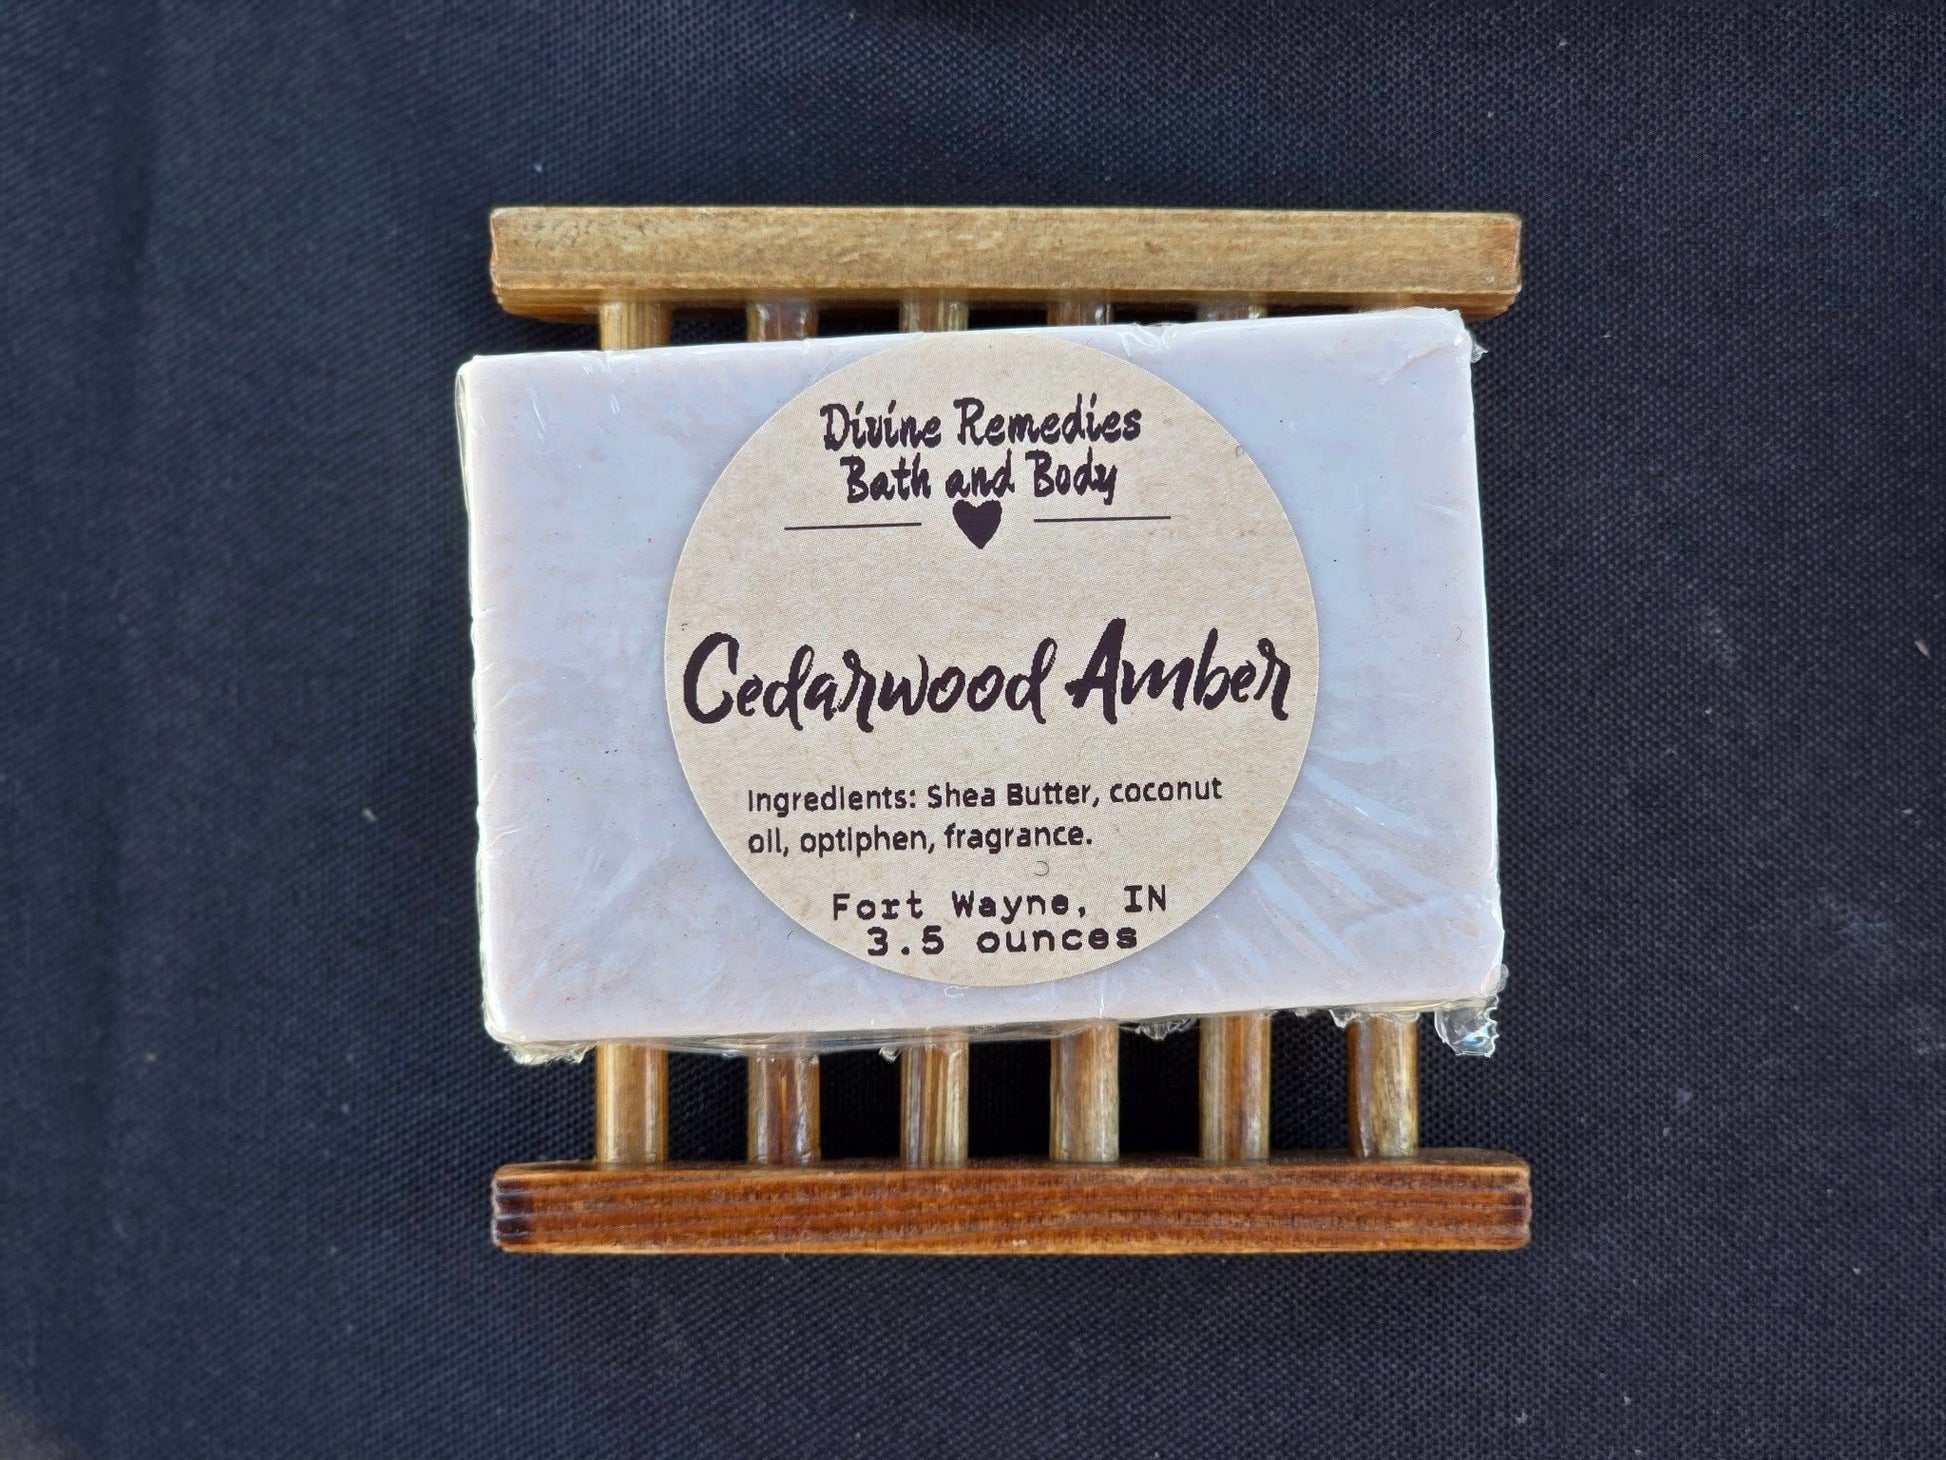 Divine Remedies
Bath and Body
Cedarwood Amber
Ingredients: Shea Butter, coconut
oil, optiphen, fragrance.
Fort Wayne, IN
3.5 ounces